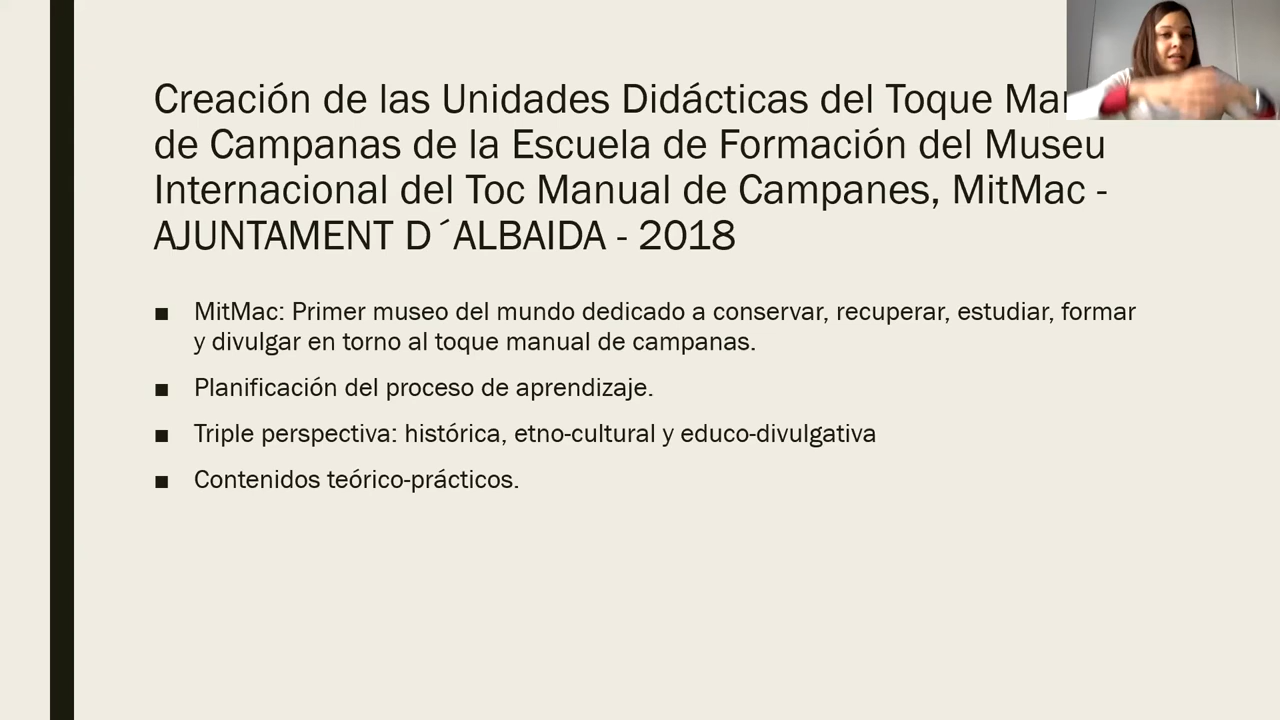 Creación de las Unidades Didácticas del Toque
de Campanas de la Escuela de Formación del Museu
Internacional del Toc Manual de Campanes, MitMac -
AJUNTAMENT D´ALBAIDA - 2018
■ MitMac: Primer museo del mundo dedicado a conservar, recuperar, estudiar, formar
y divulgar en torno al toque manual de campanas.
■ Planificación del proceso de aprendizaje.
■ Triple perspectiva: histórica, etno-cultural y educo-divulgativa
■ Contenidos teórico-prácticos.